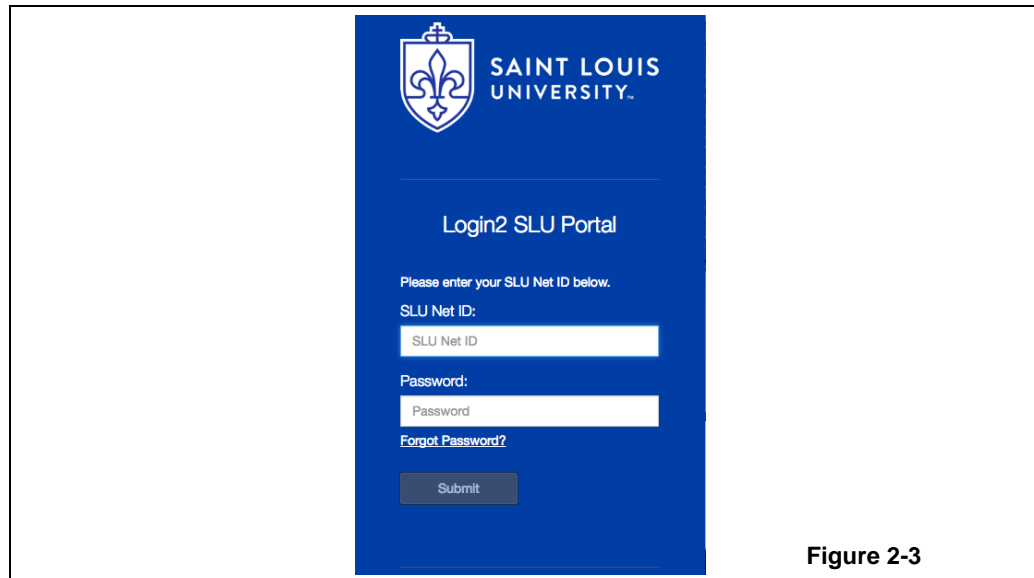 SAINT LOUIS
UNIVERSITY™
Login2 SLU Portal
Please enter your SLU Net ID below.
SLU Net ID:
SLU Net ID
Password:
Password
Forgot Password?
Submit
Figure 2-3